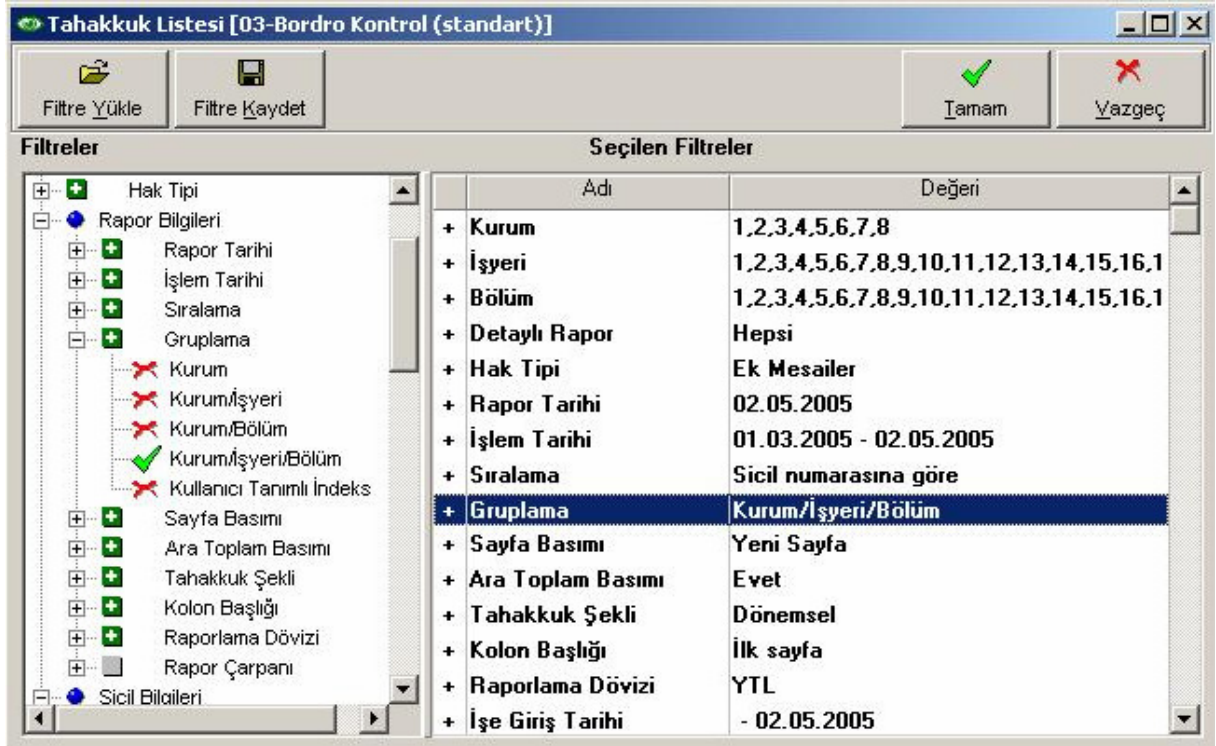 Tahakkuk Listesi [03-Bordro Kontrol (standart)]
Filtre Yükle
Filtre Kaydet
Tamam
Vazgeç
Filtreler
Seçilen Filtreler
Hak Tipi
Rapor Bilgileri
Rapor Tarihi
İşlem Tarihi
Sıralama
Gruplama
Kurum
Kurum/İşyeri
Kurum/Bölüm
Kurum/İşyeri/Bölüm
Kullanıcı Tanımlı İndeks
Sayfa Basımı
Ara Toplam Basımı
Tahakkuk Şekli
Kolon Başlığı
Raporlama Dövizi
Rapor Çarpanı
Sicil Bilgileri
Adı Değeri
+ Kurum 1,2,3,4,5,6,7,8
+ İşyeri 1,2,3,4,5,6,7,8,9,10,11,12,13,14,15,16,1
+ Bölüm 1,2,3,4,5,6,7,8,9,10,11,12,13,14,15,16,1
+ Detaylı Rapor Hepsi
+ Hak Tipi Ek Mesailer
+ Rapor Tarihi 02.05.2005
+ İşlem Tarihi 01.03.2005 - 02.05.2005
+ Sıralama Sicil numarasına göre
+ Gruplama Kurum/İşyeri/Bölüm
+ Sayfa Basımı Yeni Sayfa
+ Ara Toplam Basımı Evet
+ Tahakkuk Şekli Dönemsel
+ Kolon Başlığı İlk sayfa
+ Raporlama Dövizi YTL
+ İşe Giriş Tarihi - 02.05.2005